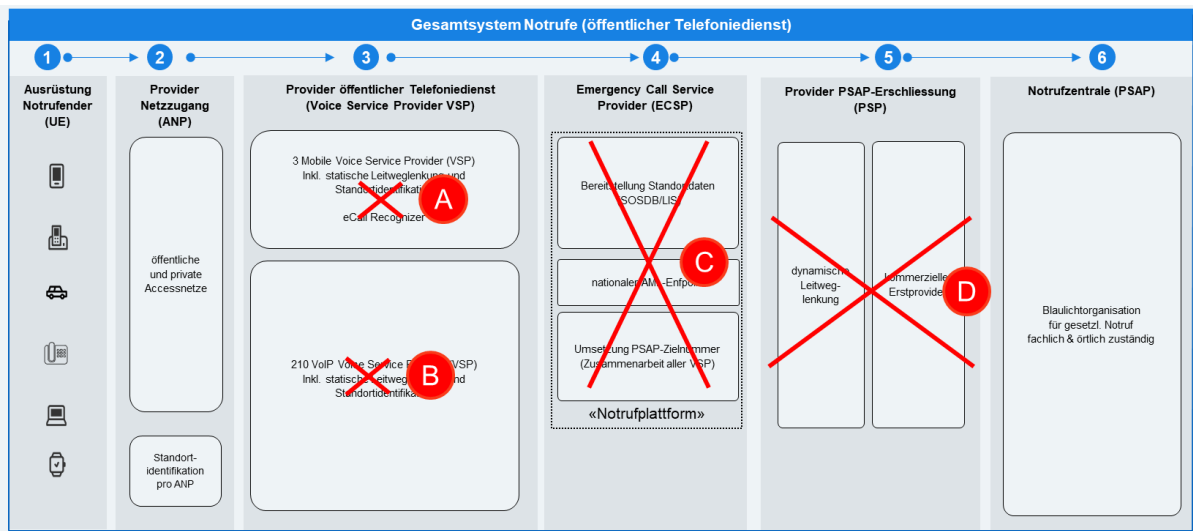 Gesamtsystem Notrufe (öffentlicher Telefoniedienst)
1
2
3
4
5
6
Ausrüstung
Notrufender
(UE)
Provider
Netzzugang
(ANP)
öffentliche
und private
Accessnetze
Standort-
identifikation
pro ANP
Provider öffentlicher Telefoniedienst
(Voice Service Provider VSP)
3 Mobile Voice Service Provider (VSP)
Inkl. statische Leitweglenkung und
A
eCall Recognizer
210 VoIP Voice Service (VSP)
Inkl. statische
B
Emergency Call Service
Provider (ECSP)
Bereitstellung Standortdaten
(SOSDB/LIS)
C
nationaler
Umsetzung PSAP-Zielnummer
(Zusammenarbeit aller VSP)
«Notrufplattform»
Provider PSAP-Erschliessung
(PSP)
dynamische
Leitweg-
lenkung
kommerzieller
D
Notrufzentrale (PSAP)
Blaulichtorganisation
für gesetzl. Notruf
fachlich & örtlich zuständig